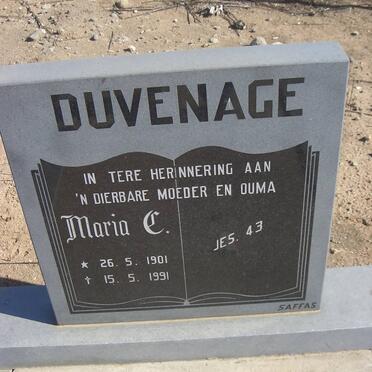 DUVENAGE
IN TERE HERINNERING AAN
'N DIERBARE MOEDER EN OUMA
Maria C.
* 26. 5. 1901
† 15. 5. 1991
JES. 43
SAFFAS